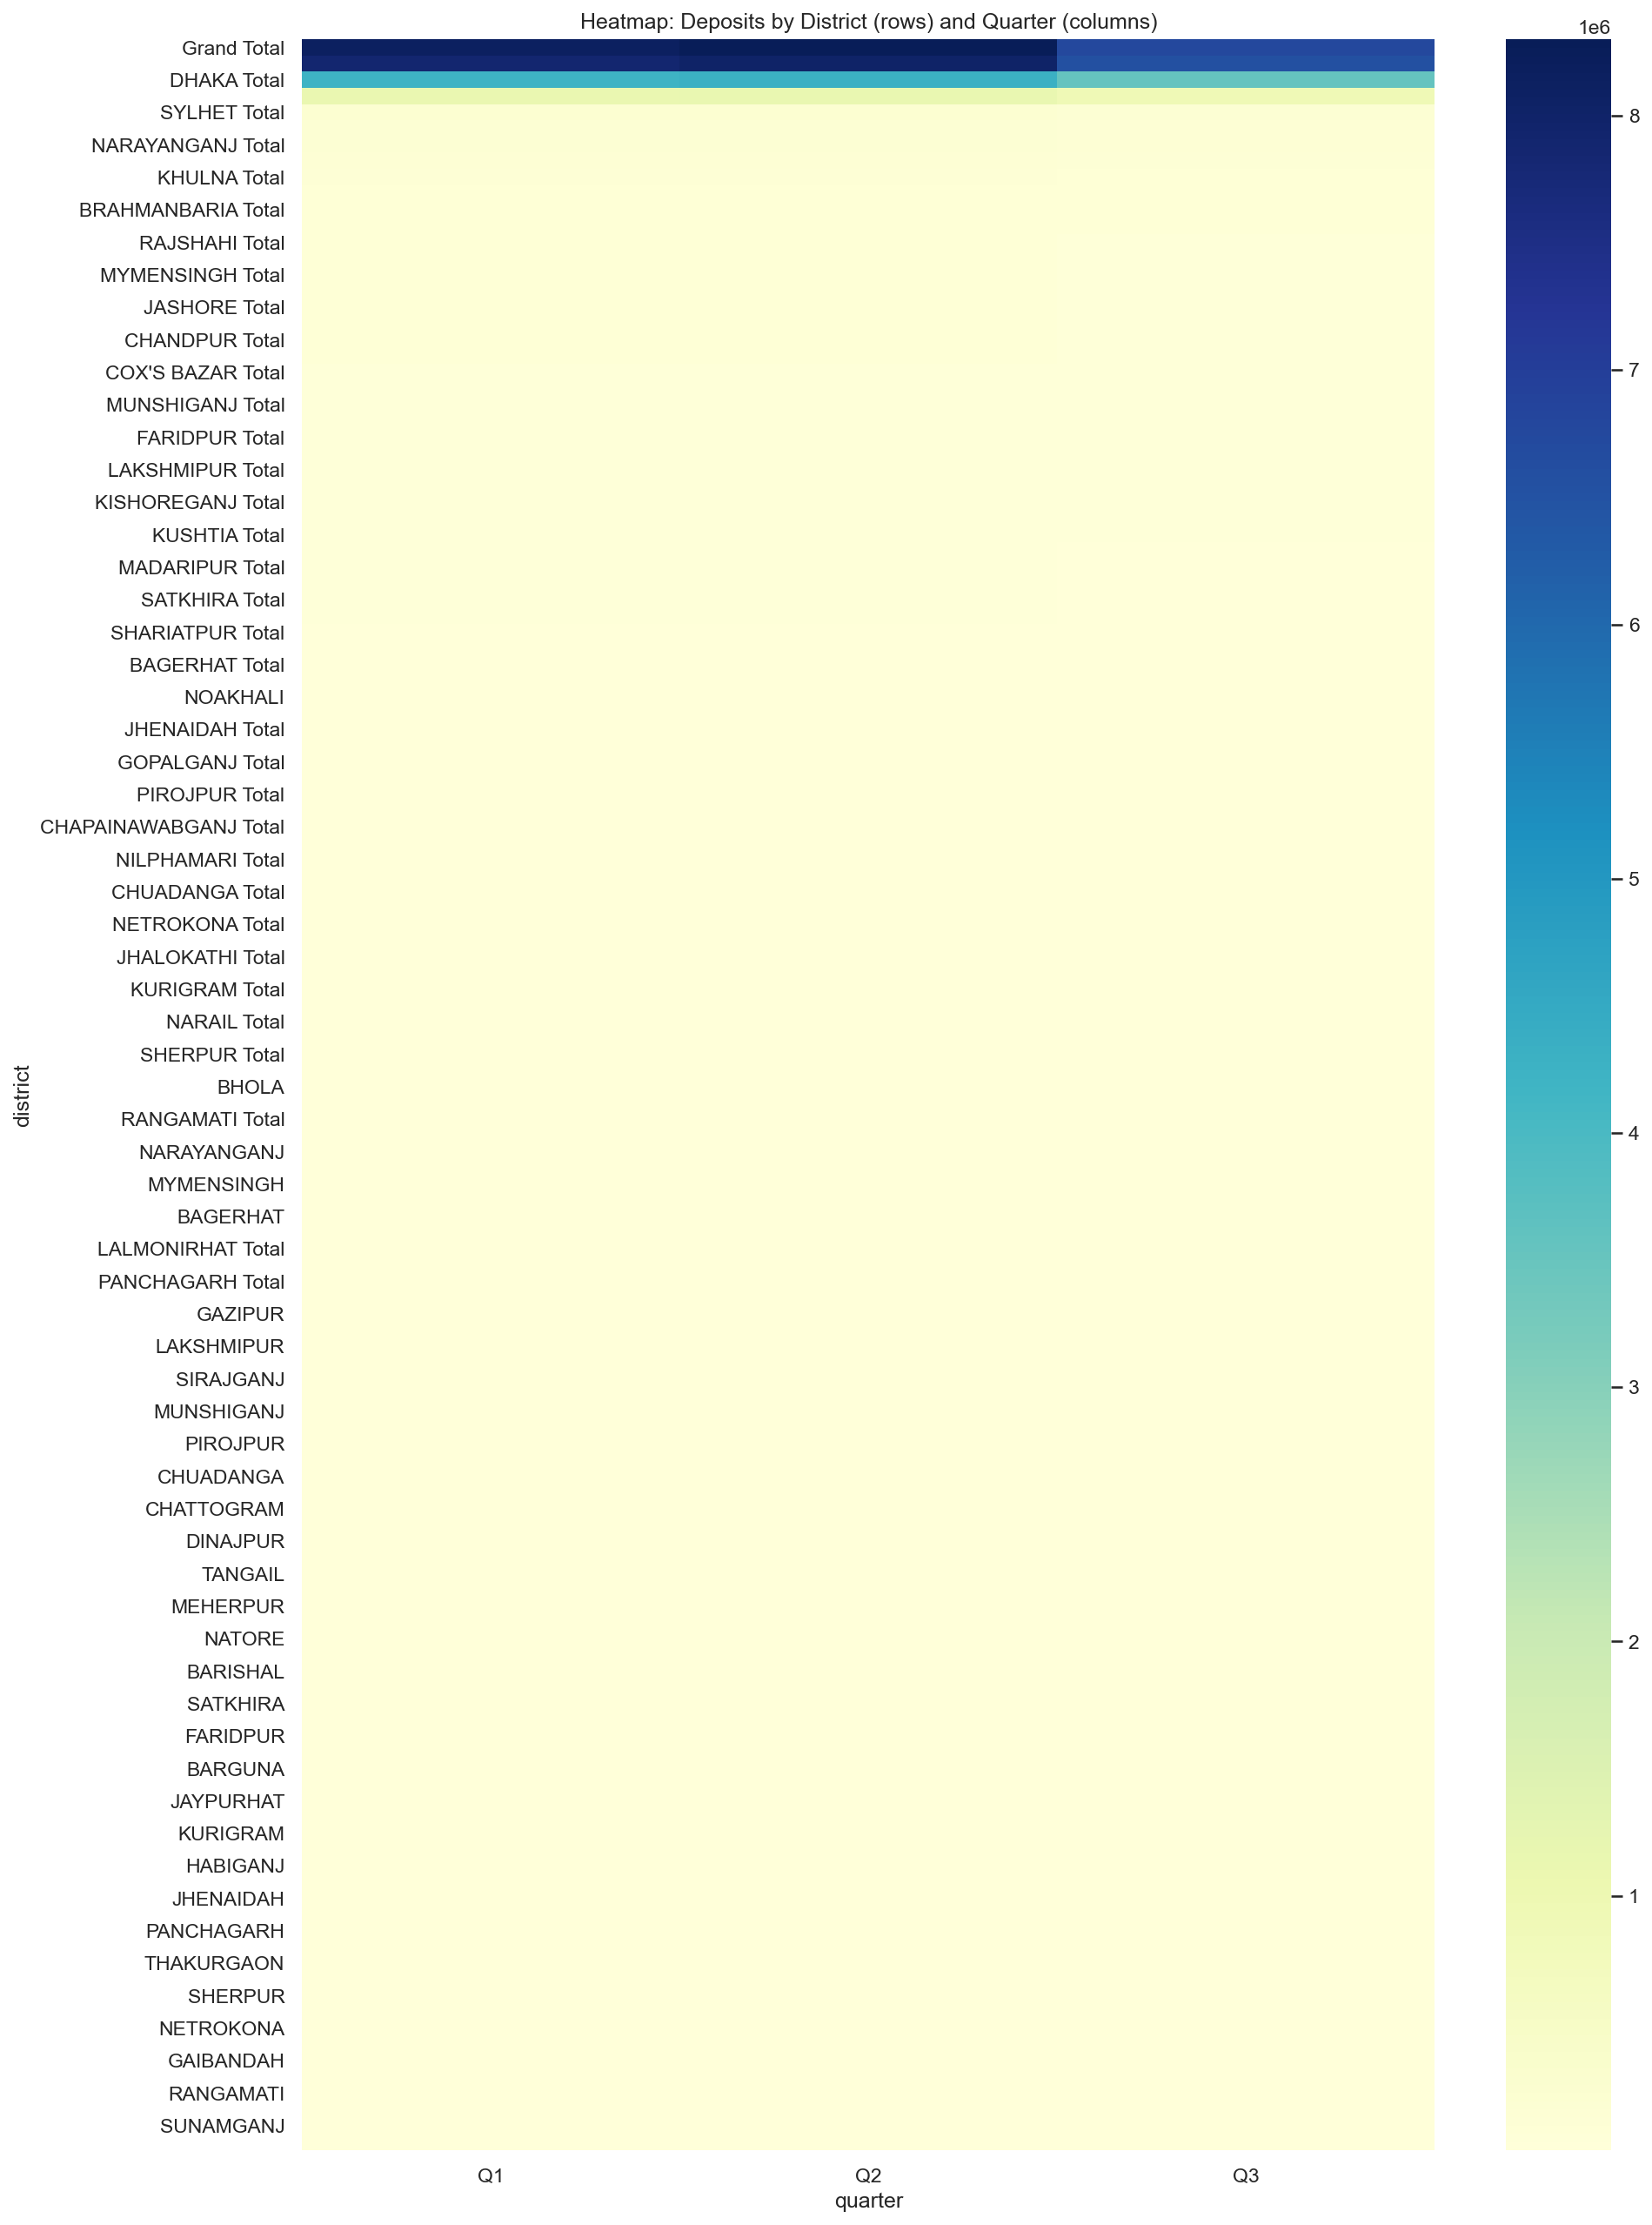 Heatmap: Deposits by District (rows) and Quarter (columns)
1e6
Grand Total
DHAKA Total
SYLHET Total
NARAYANGANJ Total
KHULNA Total
BRAHMANBARIA Total
RAJSHAHI Total
MYMENSINGH Total
JASHORE Total
CHANDPUR Total
COX'S BAZAR Total
MUNSHIGANJ Total
FARIDPUR Total
LAKSHMIPUR Total
KISHOREGANJ Total
KUSHTIA Total
MADARIPUR Total
SATKHIRA Total
SHARIATPUR Total
BAGERHAT Total
NOAKHALI
JHENAIDAH Total
GOPALGANJ Total
PIROJPUR Total
CHAPAINAWABGANJ Total
NILPHAMARI Total
CHUADANGA Total
NETROKONA Total
JHALOKATHI Total
KURIGRAM Total
NARAIL Total
SHERPUR Total
BHOLA
RANGAMATI Total
NARAYANGANJ
MYMENSINGH
BAGERHAT
LALMONIRHAT Total
PANCHAGARH Total
GAZIPUR
LAKSHMIPUR
SIRAJGANJ
MUNSHIGANJ
PIROJPUR
CHUADANGA
CHATTOGRAM
DINAJPUR
TANGAIL
MEHERPUR
NATORE
BARISHAL
SATKHIRA
FARIDPUR
BARGUNA
JAYPURHAT
KURIGRAM
HABIGANJ
JHENAIDAH
PANCHAGARH
THAKURGAON
SHERPUR
NETROKONA
GAIBANDAH
RANGAMATI
SUNAMGANJ
district
Q1 Q2 Q3
quarter
8
7
6
5
4
3
2
1